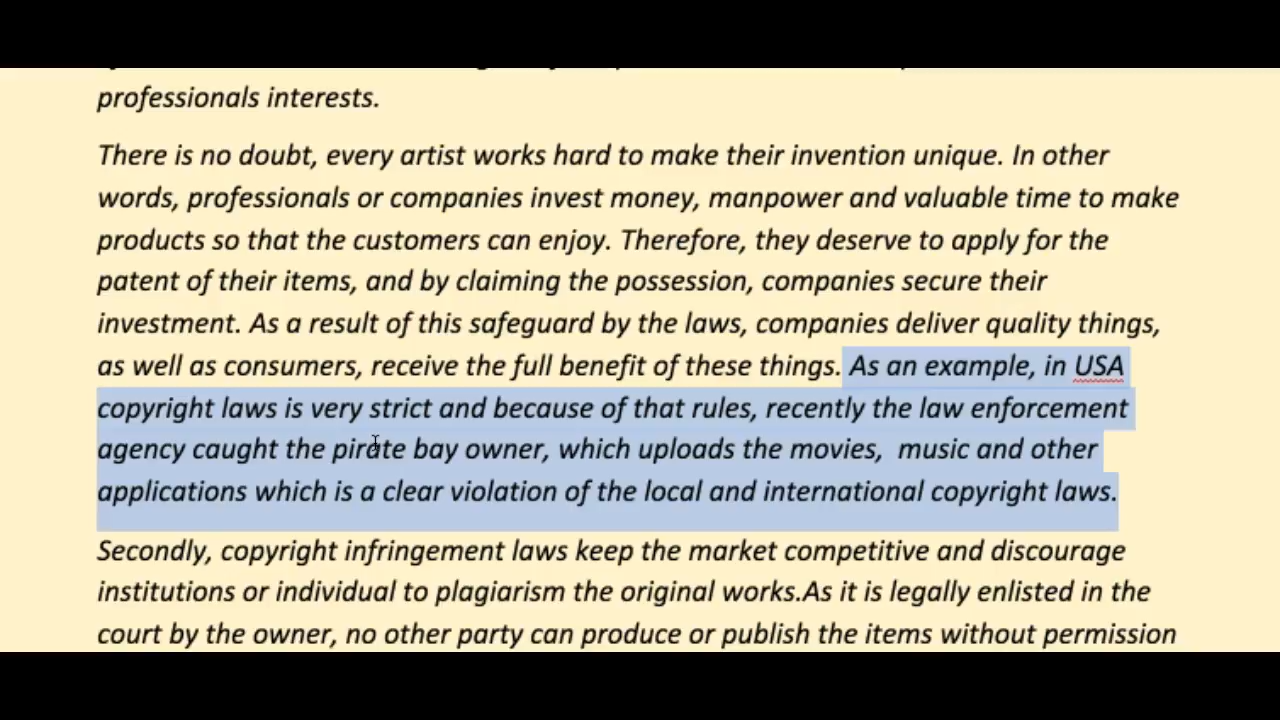 professionals interests.
There is no doubt, every artist works hard to make their invention unique. In other
words, professionals or companies invest money, manpower and valuable time to make
products so that the customers can enjoy. Therefore, they deserve to apply for the
patent of their items, and by claiming the possession, companies secure their
investment. As a result of this safeguard by the laws, companies deliver quality things,
as well as consumers, receive the full benefit of these things. As an example, in USA
copyright laws is very strict and because of that rules, recently the law enforcement
agency caught the pirate bay owner, which uploads the movies,  music and other
applications which is a clear violation of the local and international copyright laws.
Secondly, copyright infringement laws keep the market competitive and discourage
institutions or individual to plagiarism the original works.As it is legally enlisted in the
court by the owner, no other party can produce or publish the items without permission